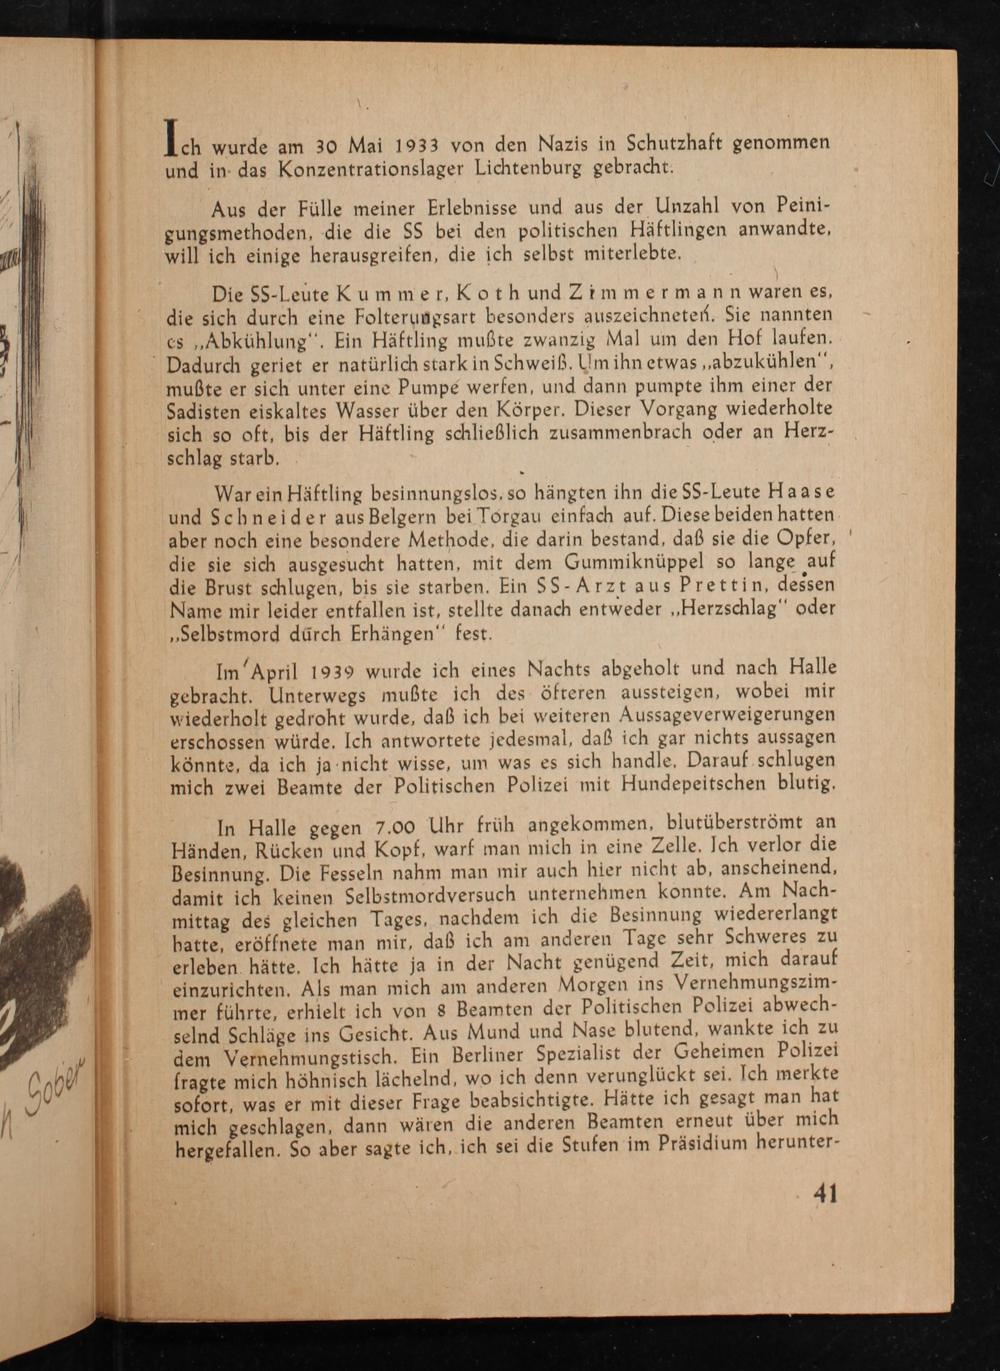 Ich wurde am 30 Mai 1933 von den Nazis in Schutzhaft genommen
und in das Konzentrationslager Lichtenburg gebracht.
Aus der Fülle meiner Erlebnisse und aus der Unzahl von Peini-
gungsmethoden, die die SS bei den politischen Häftlingen anwandte,
will ich einige herausgreifen, die ich selbst miterlebte.
Die SS-Leute Kummer, Koth und Zimmermann waren es,
die sich durch eine Folterungsart besonders auszeichneten. Sie nannten
es „Abkühlung“. Ein Häftling mußte zwanzig Mal um den Hof laufen.
Dadurch geriet er natürlich stark in Schweiß. Um ihn etwas „abzukühlen“,
mußte er sich unter eine Pumpe werfen, und dann pumpte ihm einer der
Sadisten eiskaltes Wasser über den Körper. Dieser Vorgang wiederholte
sich so oft, bis der Häftling schließlich zusammenbrach oder an Herz-
schlag starb.
War ein Häftling besinnungslos, so hängten ihn die SS-Leute Haase
und Schneider aus Belgern bei Torgau einfach auf. Diese beiden hatten
aber noch eine besondere Methode, die darin bestand, daß sie die Opfer,
die sie sich ausgesucht hatten, mit dem Gummiknüppel so lange auf
die Brust schlugen, bis sie starben. Ein SS-Arzt aus Prettin, dessen
Name mir leider entfallen ist, stellte danach entweder „Herzschlag“ oder
„Selbstmord durch Erhängen“ fest.
Im April 1939 wurde ich eines Nachts abgeholt und nach Halle
gebracht. Unterwegs mußte ich des öfteren aussteigen, wobei mir
wiederholt gedroht wurde, daß ich bei weiteren Aussageverweigerungen
erschossen würde. Ich antwortete jedesmal, daß ich gar nichts aussagen
könnte, da ich ja nicht wisse, um was es sich handle. Darauf schlugen
mich zwei Beamte der Politischen Polizei mit Hundepeitschen blutig.
In Halle gegen 7.00 Uhr früh angekommen, blutüberströmt an
Händen, Rücken und Kopf, warf man mich in eine Zelle. Ich verlor die
Besinnung. Die Fesseln nahm man mir auch hier nicht ab, anscheinend,
damit ich keinen Selbstmordversuch unternehmen konnte. Am Nach-
mittag des gleichen Tages, nachdem ich die Besinnung wiedererlangt
hatte, eröffnete man mir, daß ich am anderen Tage sehr Schweres zu
erleben hätte. Ich hätte ja in der Nacht genügend Zeit, mich darauf
einzurichten. Als man mich am anderen Morgen ins Vernehmungszim-
mer führte, erhielt ich von 8 Beamten der Politischen Polizei abwech-
selnd Schläge ins Gesicht. Aus Mund und Nase blutend, wankte ich zu
dem Vernehmungstisch. Ein Berliner Spezialist der Geheimen Polizei
fragte mich höhnisch lächelnd, wo ich denn verunglückt sei. Ich merkte
sofort, was er mit dieser Frage beabsichtigte. Hätte ich gesagt man hat
mich geschlagen, dann wären die anderen Beamten erneut über mich
hergefallen. So aber sagte ich, ich sei die Stufen im Präsidium herunter-
41
Sober